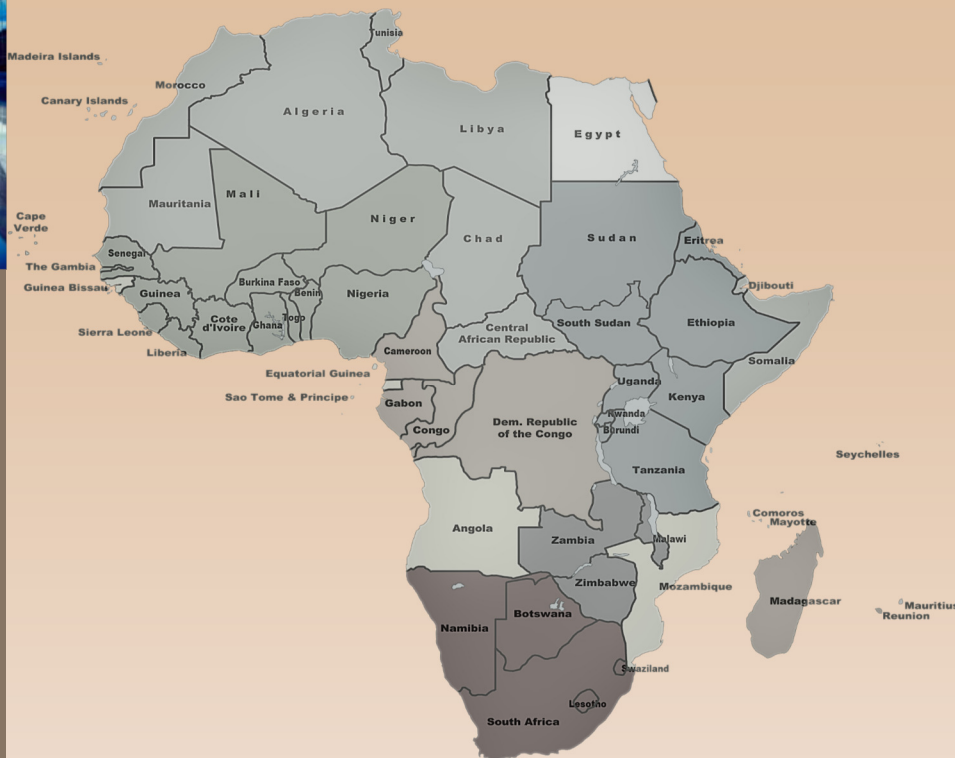 Tunisia
Madeira Islands
Morocco
Canary Islands
Algeria
Libya
Egypt
Mali
Mauritania
Niger
Cape
Verde
Chad
Sudan
Eritrea
Senegal
The Gambia
Guinea Bissau
Burkina Faso
Djibouti
Guinea
Benin
Nigeria
Cote
d'Ivoire
Ghana
Togo
South Sudan
Ethiopia
Sierra Leone
Central
African Republic
Liberia
Cameroon
Somalia
Equatorial Guinea
Uganda
Sao Tome & Principe
Kenya
Gabon
Rwanda
Congo
Dem. Republic
of the Congo
Burundi
Seychelles
Tanzania
Comoros
Mayotte
Angola
Zambia
Malawi
Zimbabwe
Mozambique
Madagascar
Mauritius
Reunion
Botswana
Namibia
Swaziland
Lesotho
South Africa